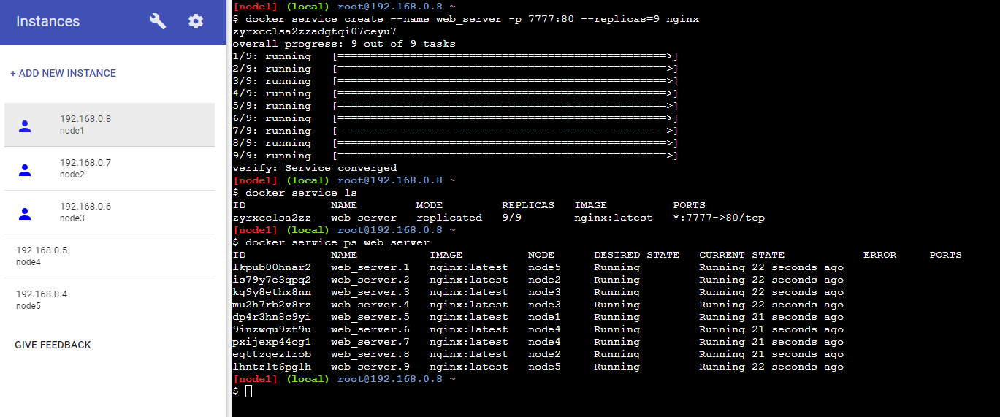 Instances
+ ADD NEW INSTANCE
192.168.0.8
node1
192.168.0.7
node2
192.168.0.6
node3
192.168.0.5
node4
192.168.0.4
node5
GIVE FEEDBACK
[node1] (local) root@192.168.0.8 ~
$ docker service create --name web_server -p 7777:80 --replicas=9 nginx
zyrxcc1sa2zzadgtqi07ceyu7
overall progress: 9 out of 9 tasks
1/9: running   [==================================================>]
2/9: running   [==================================================>]
3/9: running   [==================================================>]
4/9: running   [==================================================>]
5/9: running   [==================================================>]
6/9: running   [==================================================>]
7/9: running   [==================================================>]
8/9: running   [==================================================>]
9/9: running   [==================================================>]
verify: Service converged
[node1] (local) root@192.168.0.8 ~
$ docker service ls
ID             NAME         MODE         REPLICAS   IMAGE          PORTS
zyrxcc1sa2zz   web_server   replicated   9/9        nginx:latest   *:7777->80/tcp
[node1] (local) root@192.168.0.8 ~
$ docker service ps web_server
ID             NAME           IMAGE          NODE      DESIRED STATE   CURRENT STATE            ERROR     PORTS
lkpub00hnar2   web_server.1   nginx:latest   node5     Running         Running 22 seconds ago
is79y7e3qpq2   web_server.2   nginx:latest   node2     Running         Running 22 seconds ago
kg9y8ethx8nn   web_server.3   nginx:latest   node3     Running         Running 22 seconds ago
mu2h7rb2v8rz   web_server.4   nginx:latest   node3     Running         Running 22 seconds ago
dp4r3hn8c9yi   web_server.5   nginx:latest   node1     Running         Running 21 seconds ago
9inzwqu9zt9u   web_server.6   nginx:latest   node4     Running         Running 21 seconds ago
pxijexp44og1   web_server.7   nginx:latest   node4     Running         Running 21 seconds ago
egttzgezlrob   web_server.8   nginx:latest   node2     Running         Running 21 seconds ago
lhntz1t6pg1h   web_server.9   nginx:latest   node5     Running         Running 22 seconds ago
[node1] (local) root@192.168.0.8 ~
$